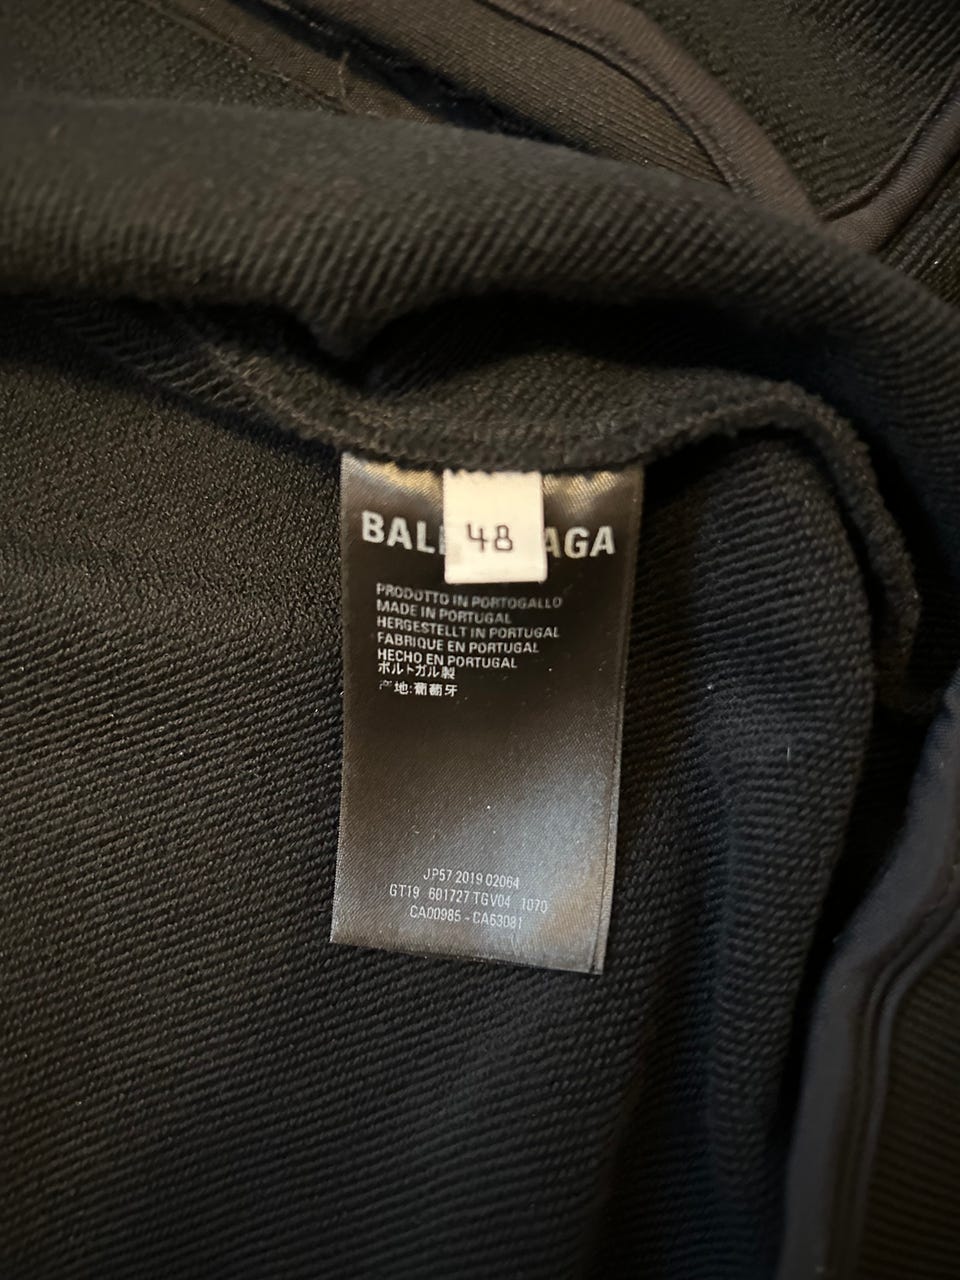 48
BAL AGA
PRODOTTO IN PORTOGALLO
MADE IN PORTUGAL
HERGESTELLT IN PORTUGAL
FABRIQUE EN PORTUGAL
HECHO EN PORTUGAL
ポルトガル製
产地:葡萄牙
JP57 2019 02064
GT19 601727 TGV04 1070
CA00985 - CA63081